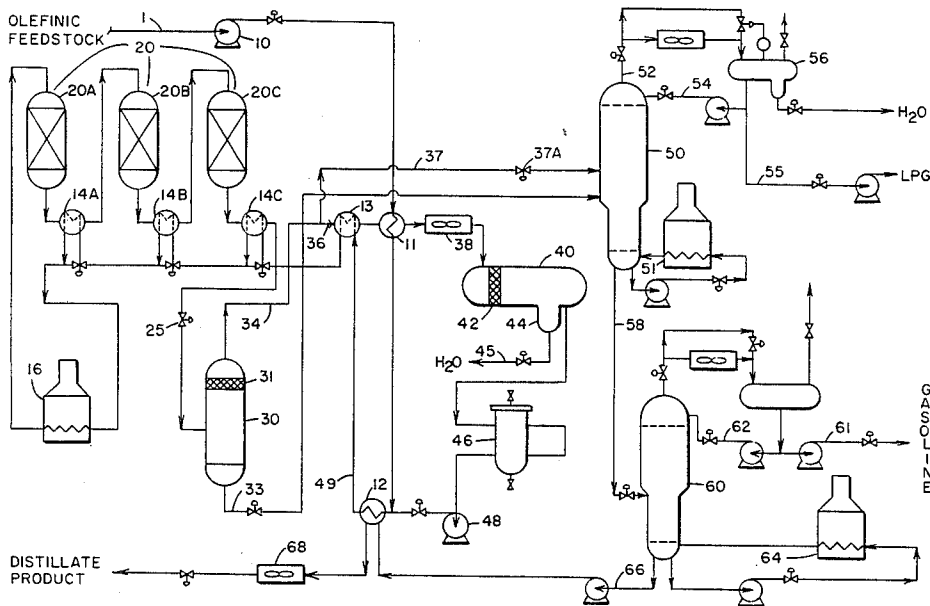 OLEFINIC
FEEDSTOCK
1
10
20
20A
20B
20C
14A
14B
14C
16
25
34
31
30
33
36
13
11
37
37A
38
40
42
44
45
H2O
46
48
49
12
68
DISTILLATE
PRODUCT
52
54
56
H2O
50
55
LPG
51
58
62
61
60
64
66
GASOLINE